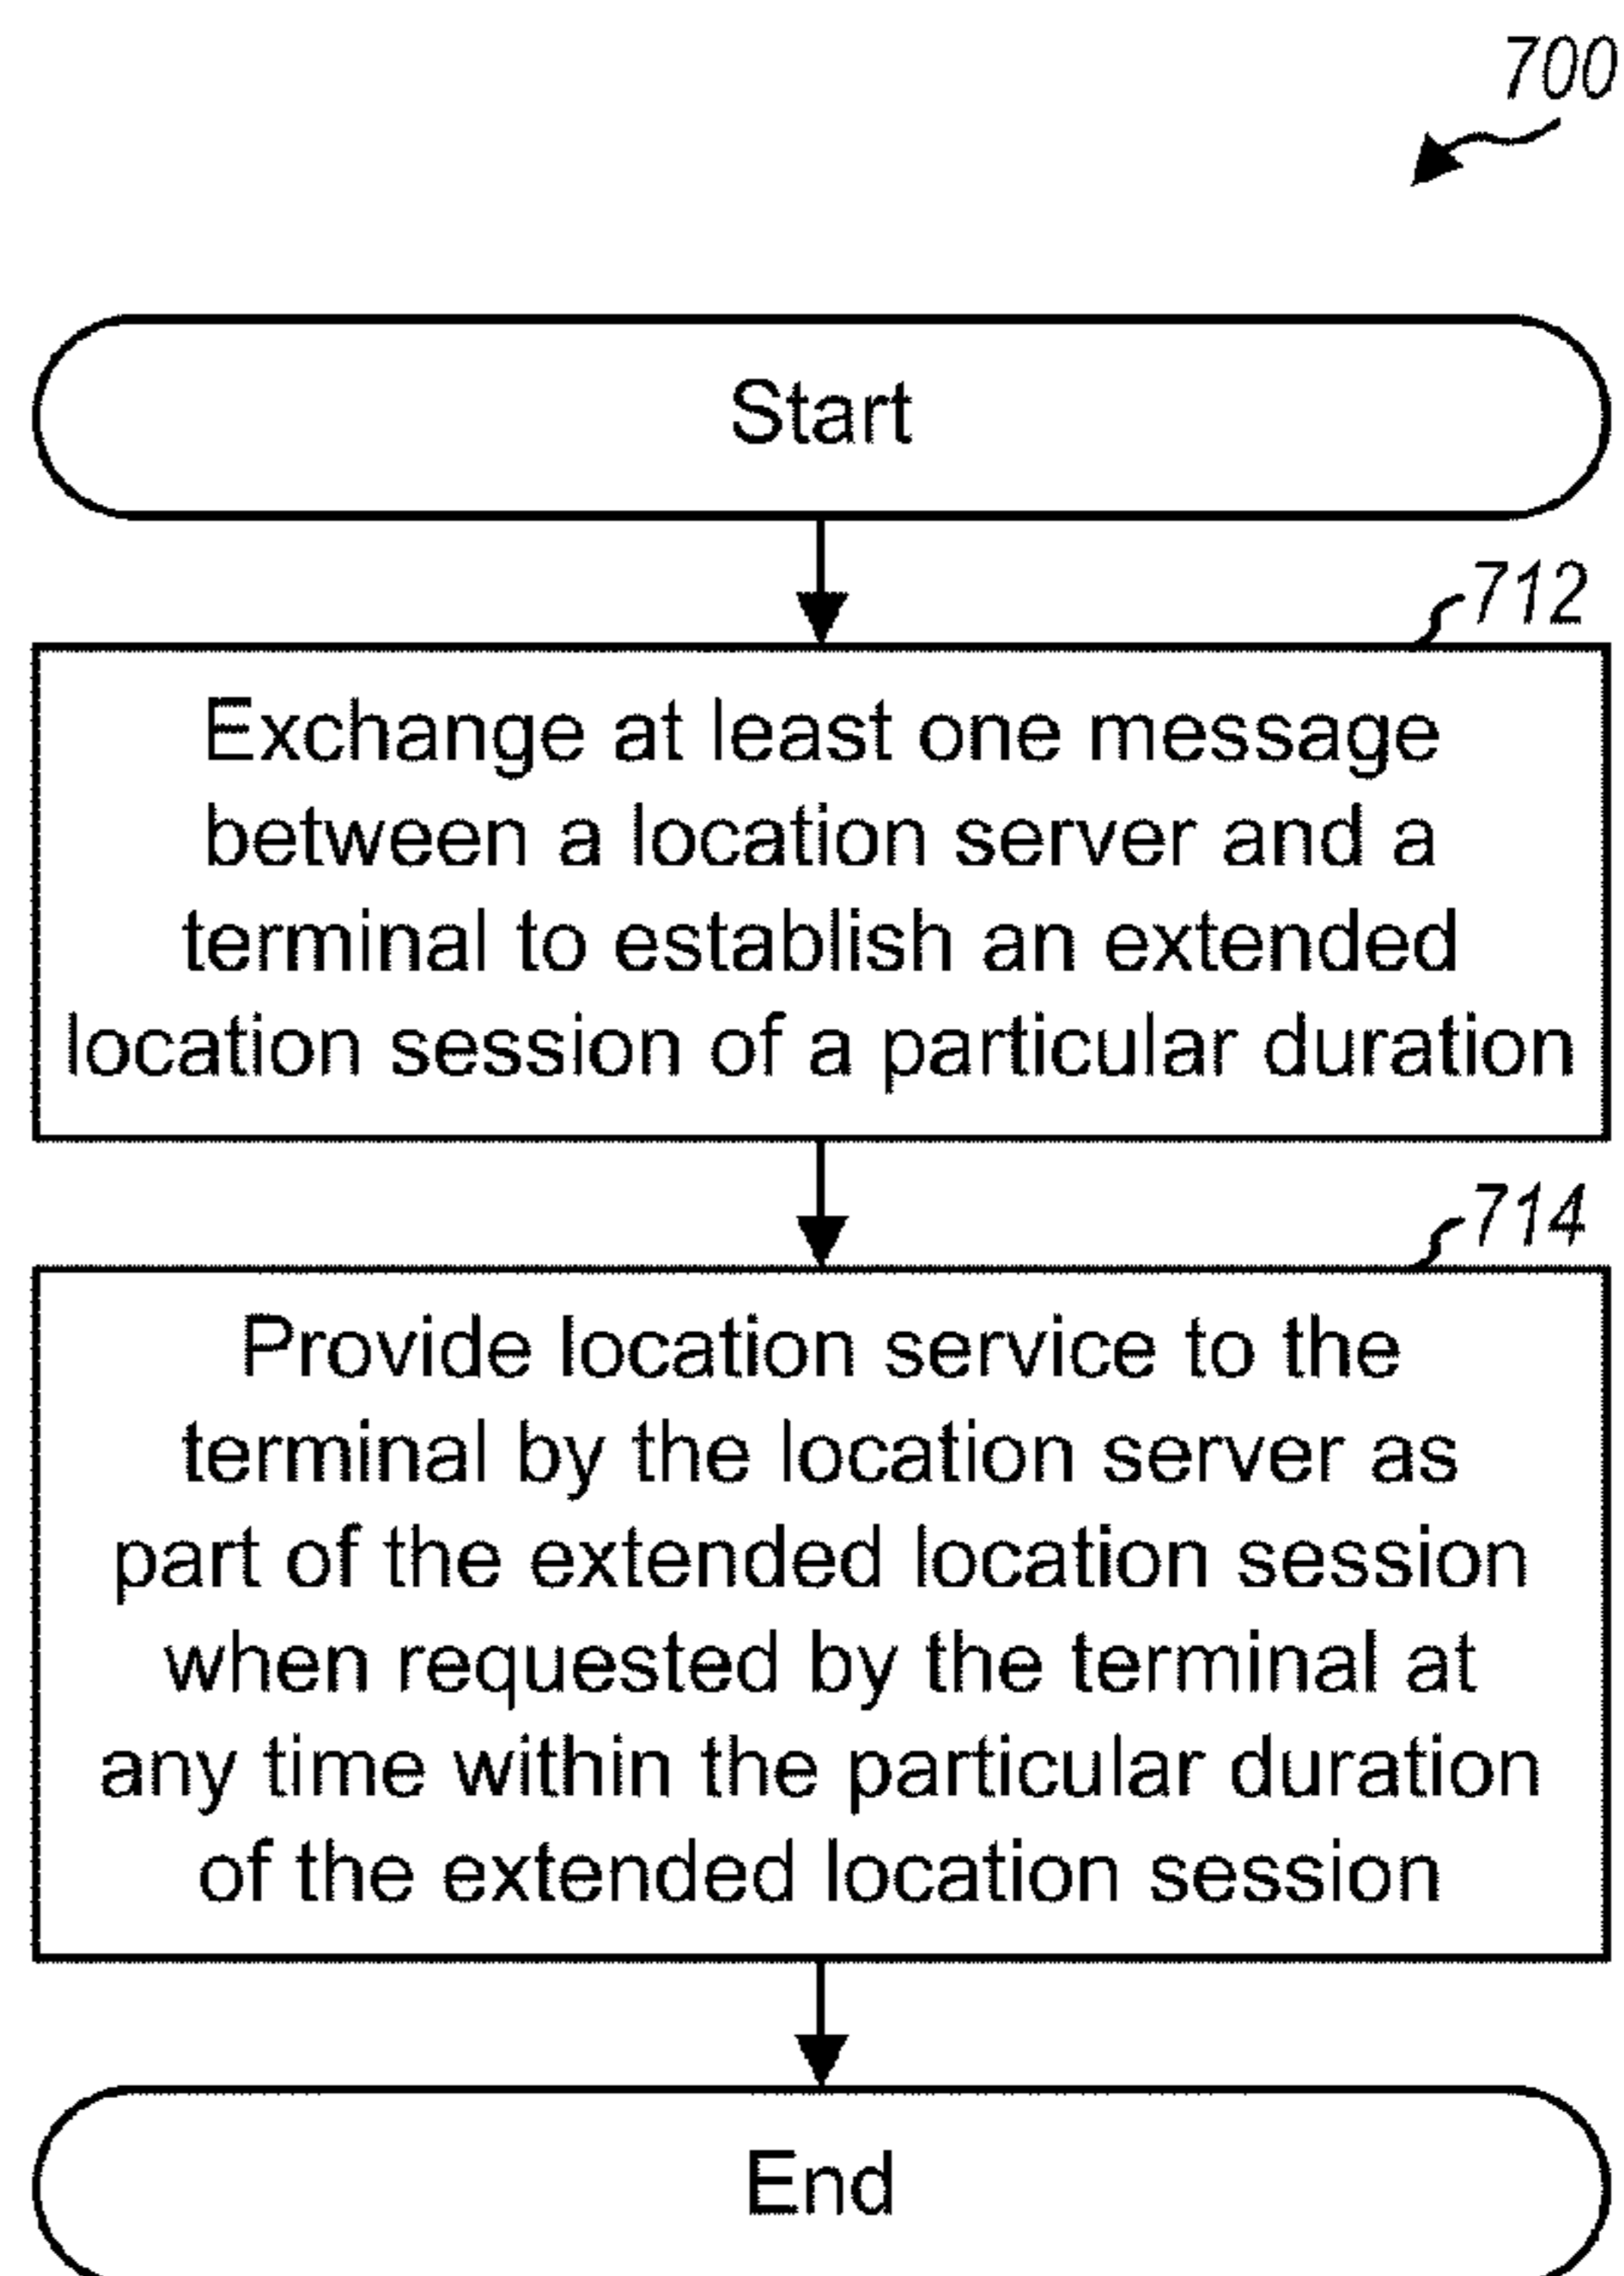 700
Start
712
Exchange at least one message
between a location server and a
terminal to establish an extended
location session of a particular duration
714
Provide location service to the
terminal by the location server as
part of the extended location session
when requested by the terminal at
any time within the particular duration
of the extended location session
End